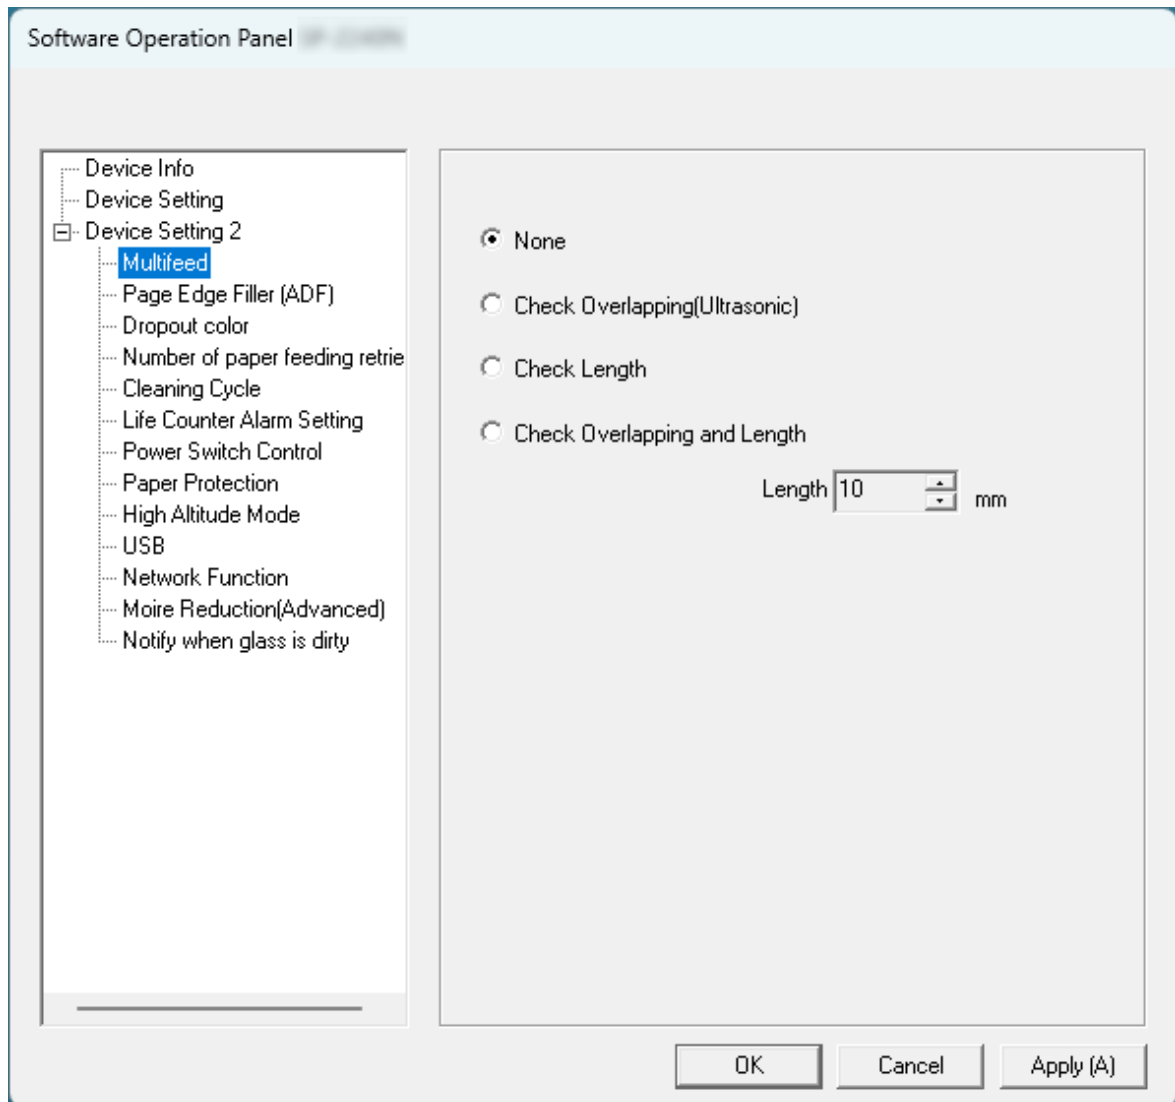 Software Operation Panel
Device Info
Device Setting
Device Setting 2
Multifeed
Page Edge Filler (ADF)
Dropout color
Number of paper feeding retrie
Cleaning Cycle
Life Counter Alarm Setting
Power Switch Control
Paper Protection
High Altitude Mode
USB
Network Function
Moire Reduction(Advanced)
Notify when glass is dirty
None
Check Overlapping(Ultrasonic)
Check Length
Check Overlapping and Length
Length 10 mm
OK Cancel Apply (A)